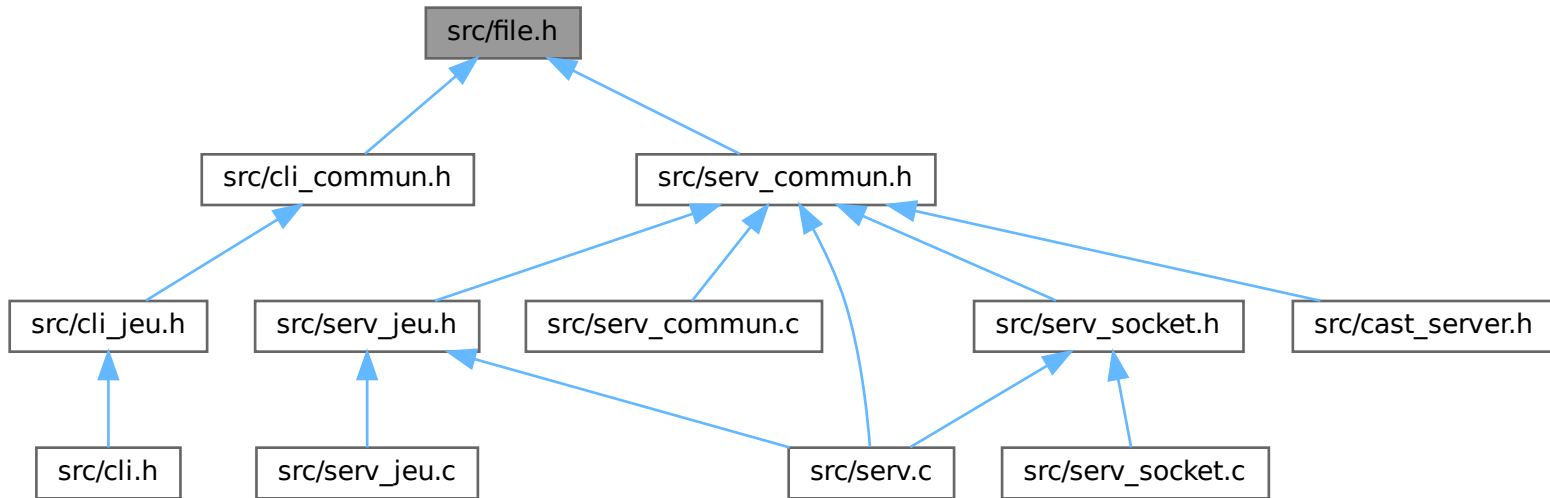 src/file.h
src/cli_commun.h
src/serv_commun.h
src/cli_jeu.h
src/serv_jeu.h
src/serv_commun.c
src/serv_socket.h
src/cast_server.h
src/cli.h
src/serv_jeu.c
src/serv.c
src/serv_socket.c